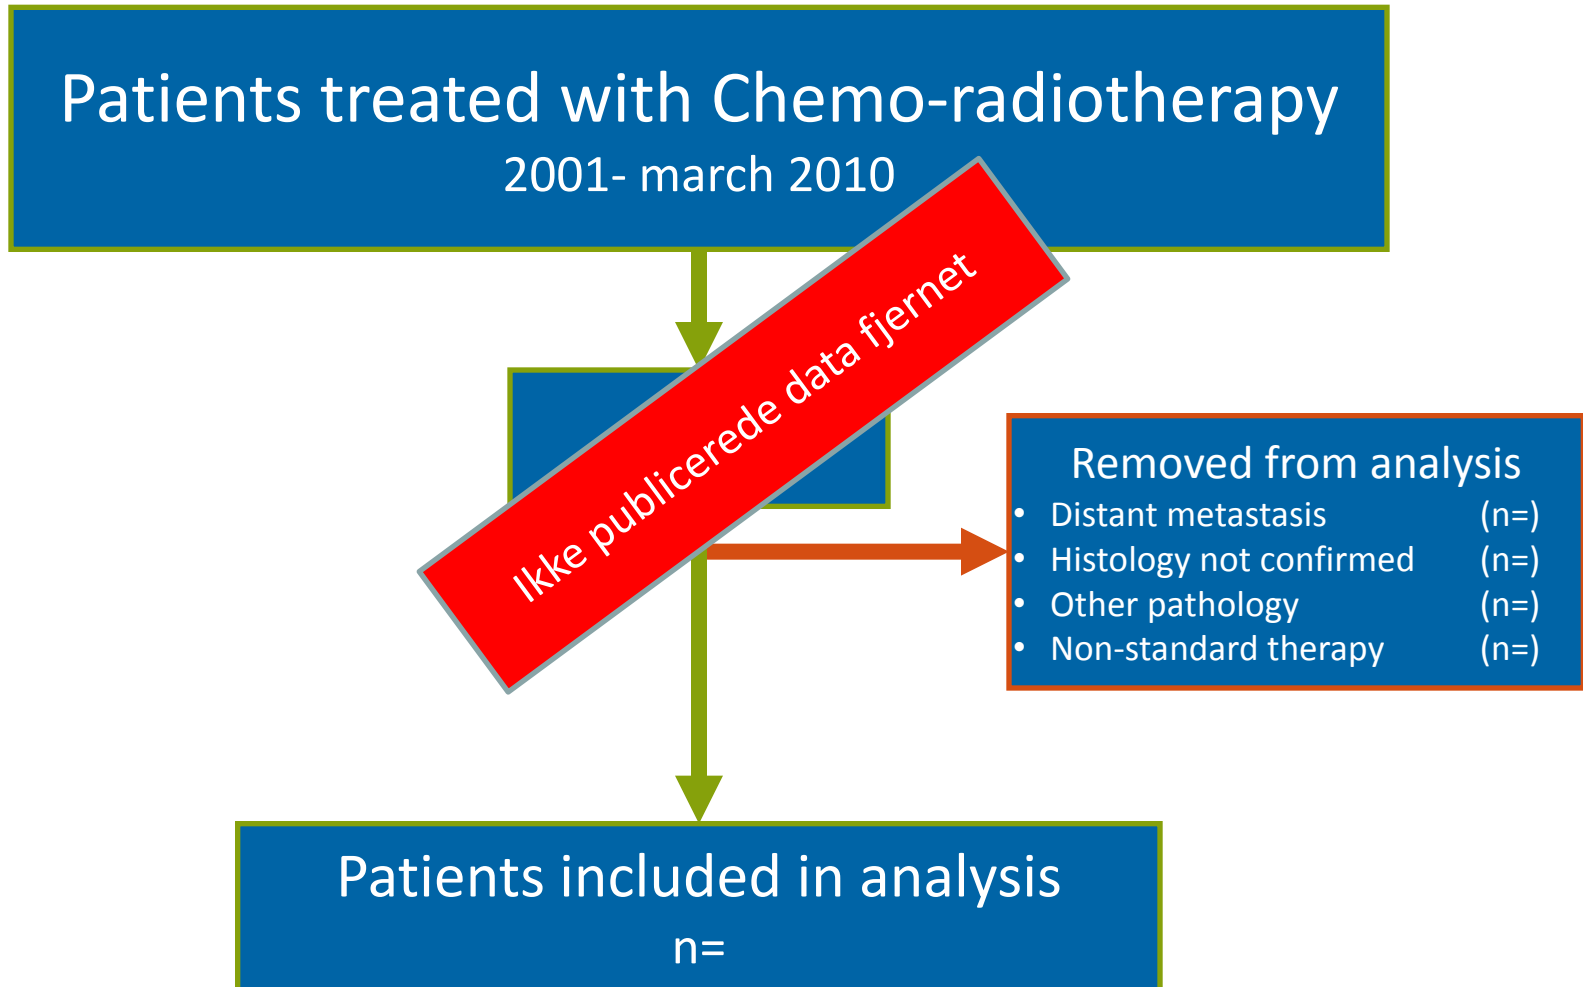 Patients treated with Chemo-radiotherapy
2001- march 2010
Ikke publicerede data fjernet
Removed from analysis
• Distant metastasis (n=)
• Histology not confirmed (n=)
• Other pathology (n=)
• Non-standard therapy (n=)
Patients included in analysis
n=